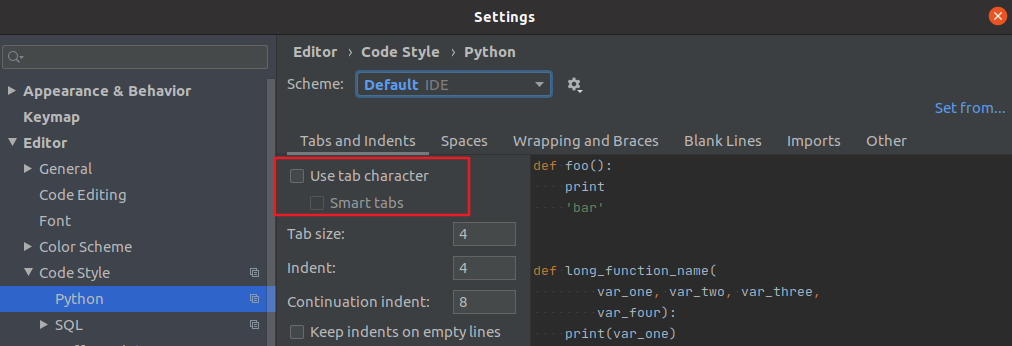 Settings
Editor › Code Style › Python
Scheme: Default IDE
Set from...
Appearance & Behavior
Keymap
Editor
General
Code Editing
Font
Color Scheme
Code Style
Python
SQL
Tabs and Indents Spaces Wrapping and Braces Blank Lines Imports Other
Use tab character
Smart tabs
Tab size: 4
Indent: 4
Continuation indent: 8
Keep indents on empty lines
def foo():
    print
    'bar'
def long_function_name(
        var_one, var_two, var_three,
        var_four):
    print(var_one)